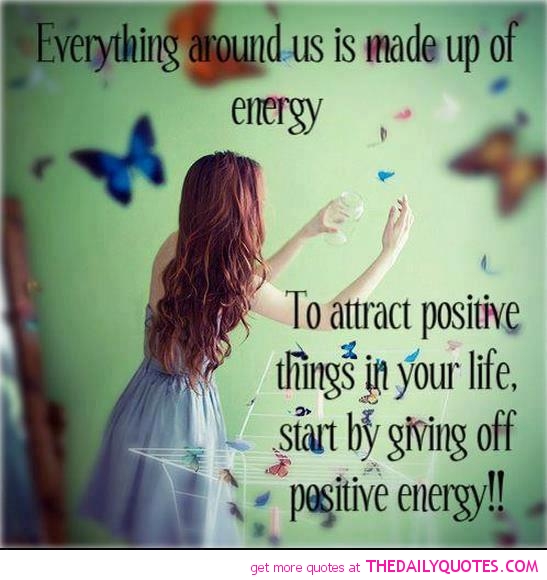 Everything around us is made up of
energy
To attract positive
things in your life,
start by giving off
positive energy!!
get more quotes at THEDAILYQUOTES.COM